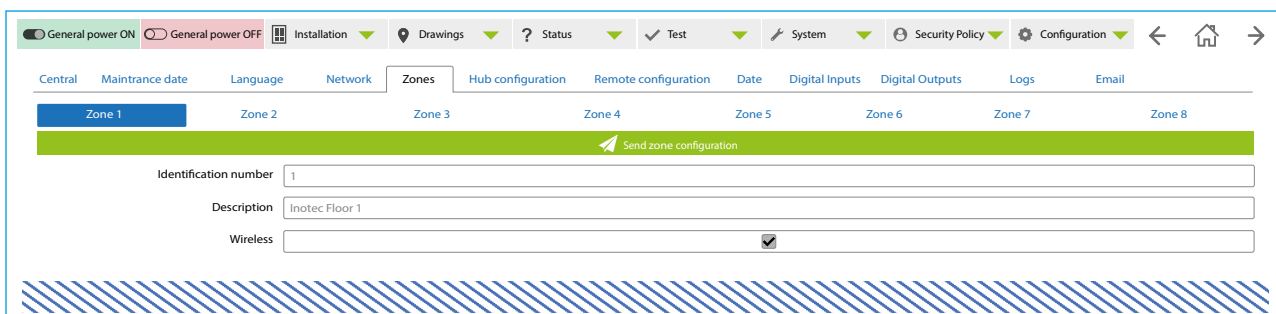 General power ON General power OFF Installation Drawings ? Status Test System Security Policy Configuration
Central Maintrance date Language Network Zones Hub configuration Remote configuration Date Digital Inputs Digital Outputs Logs Email
Zone 1 Zone 2 Zone 3 Zone 4 Zone 5 Zone 6 Zone 7 Zone 8
Send zone configuration
Identification number 1
Description Inotec Floor 1
Wireless